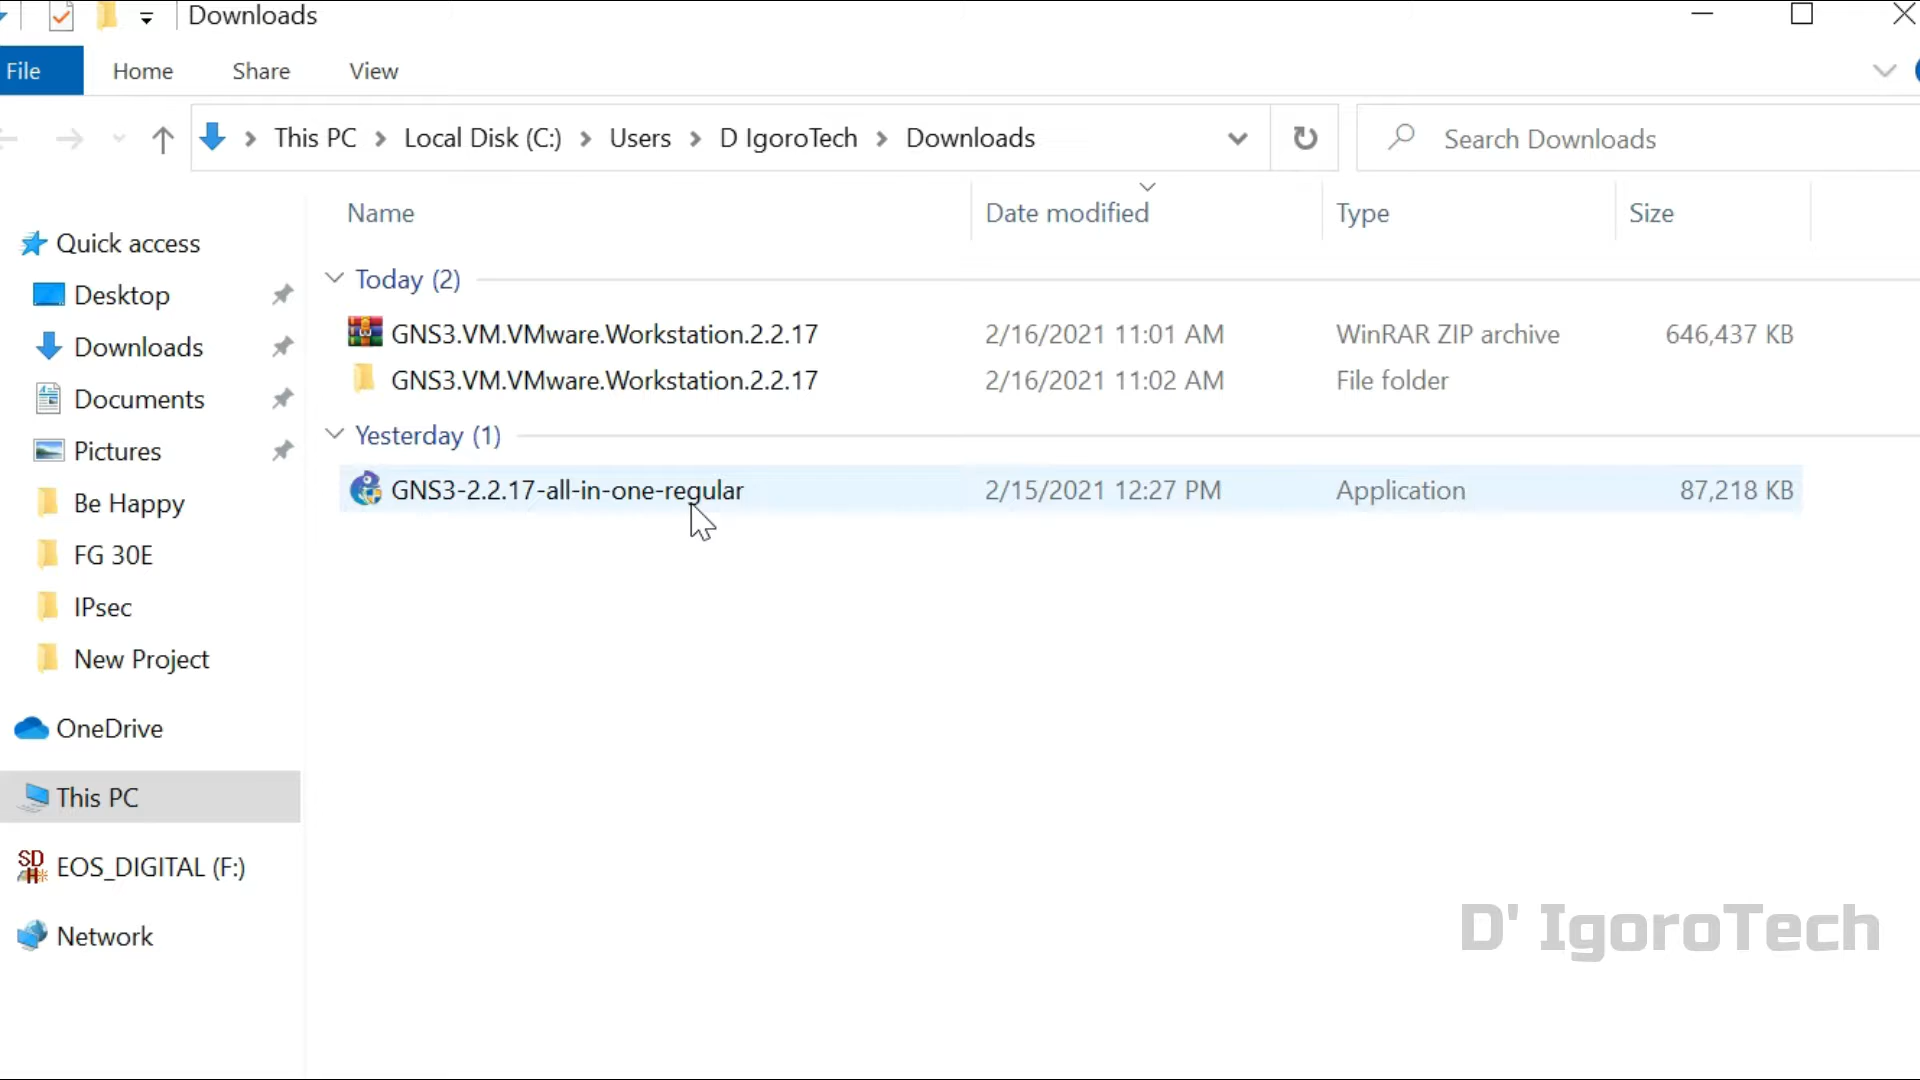 Downloads
File Home Share View
This PC Local Disk (C:) Users D IgoroTech Downloads Search Downloads
Name Date modified Type Size
Quick access
Desktop
Downloads
Documents
Pictures
Be Happy
FG 30E
IPsec
New Project
OneDrive
This PC
SD EOS_DIGITAL (F:)
Network
Today (2)
GNS3.VM.VMware.Workstation.2.2.17 2/16/2021 11:01 AM WinRAR ZIP archive 646,437 KB
GNS3.VM.VMware.Workstation.2.2.17 2/16/2021 11:02 AM File folder
Yesterday (1)
GNS3-2.2.17-all-in-one-regular 2/15/2021 12:27 PM Application 87,218 KB
D' IgoroTech